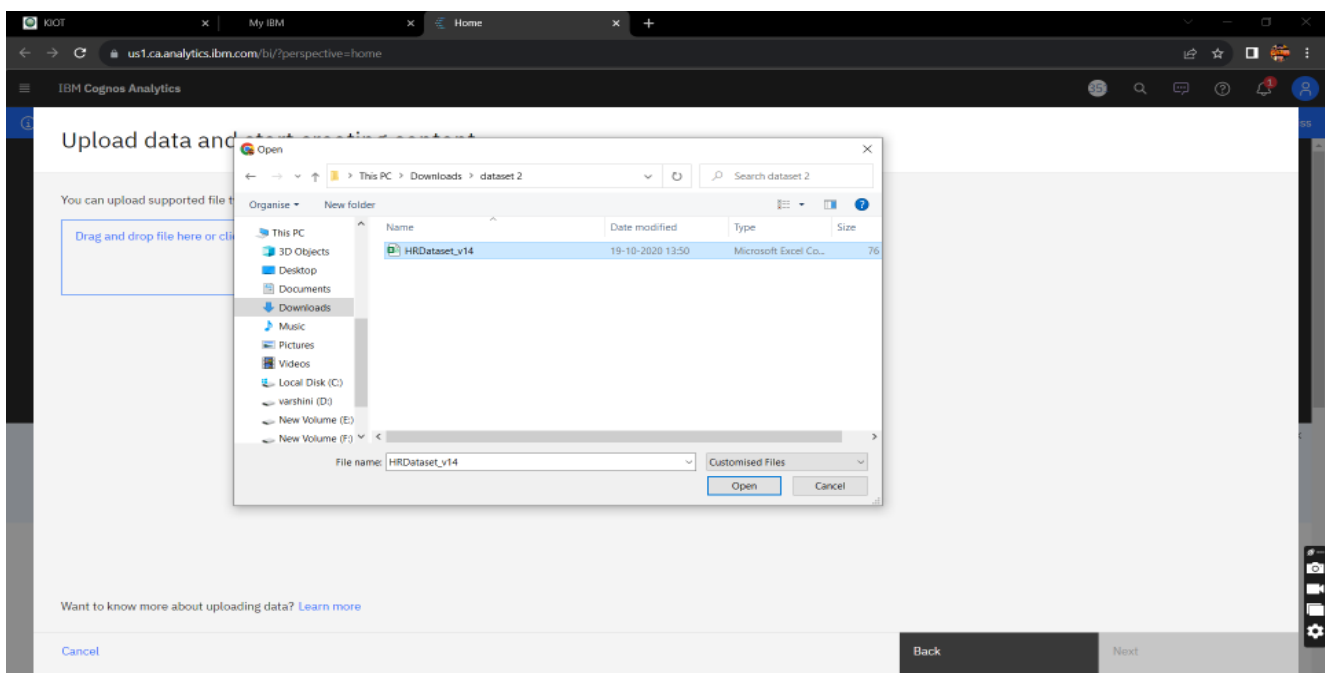 KIOT
My IBM
Home
us1.ca.analytics.ibm.com/bi/?perspective=home
IBM Cognos Analytics
1
Upload data and
Open
This PC > Downloads > dataset 2
Search dataset 2
You can upload supported file t
Organise
New folder
Drag and drop file here or cli
This PC
3D Objects
Desktop
Documents
Downloads
Music
Pictures
Videos
Local Disk (C:)
varshini (D:)
New Volume (E:)
New Volume (F:)
Name
Date modified
Type
Size
HRDataset_v14
19-10-2020 13:50
Microsoft Excel Co...
76
File name:
HRDataset_v14
Customised Files
Open
Cancel
Want to know more about uploading data? Learn more
Cancel
Back
Next